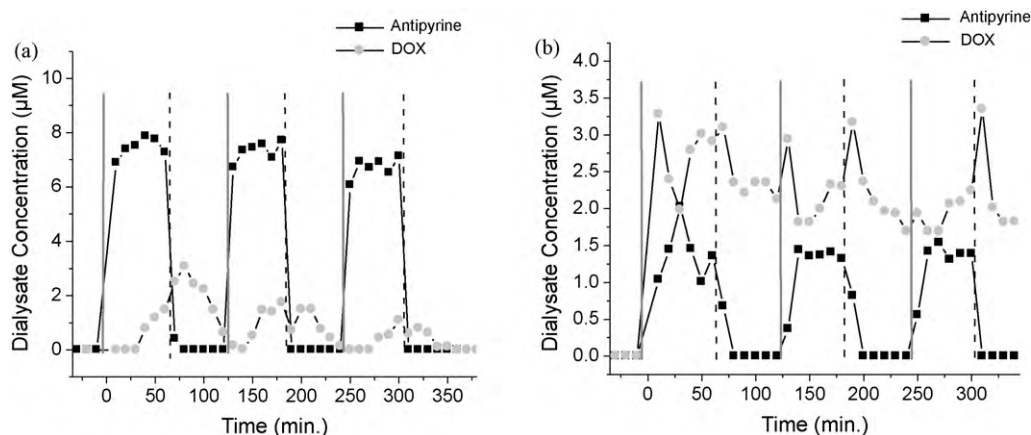 (a)
Antipyrine
DOX
10
8
6
4
2
0
Dialysate Concentration (µM)
0 50 100 150 200 250 300 350
Time (min.)
(b)
Antipyrine
DOX
4.0
3.5
3.0
2.5
2.0
1.5
1.0
0.5
0.0
Dialysate Concentration (µM)
0 50 100 150 200 250 300
Time (min.)